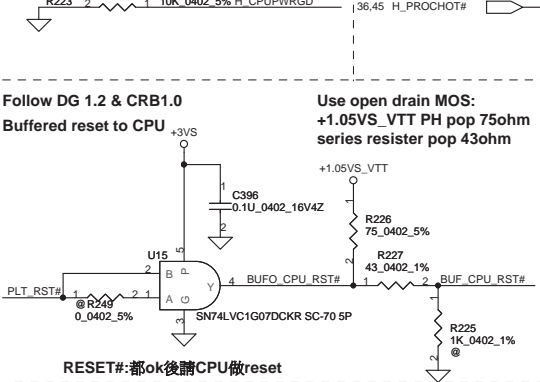 R223 2 1 10K_0402_5% H_CPUPWRGD
36,45 H_PROCHOT#
Follow DG 1.2 & CRB1.0
Buffered reset to CPU
Use open drain MOS:
+1.05VS_VTT PH pop 75ohm
series resister pop 43ohm
+3VS
+1.05VS_VTT
1
C396
0.1U_0402_16V4Z
2
1
R226
75_0402_5%
2
U15
5
P
2 B
Y 4
BUFO_CPU_RST#
R227
43_0402_1%
1 2
BUF_CPU_RST#
PLT_RST#
@ R249
0_0402_5%
1 2
1 A
G
3
SN74LVC1G07DCKR SC-70 5P
1
R225
1K_0402_1%
@
2
RESET#:都ok後請CPU做reset